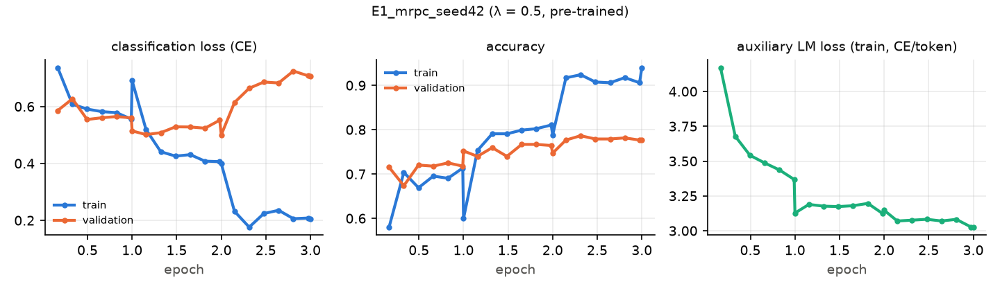 E1_mrpc_seed42 (λ = 0.5, pre-trained)
classification loss (CE)
0.6
0.4
0.2
train
validation
0.5 1.0 1.5 2.0 2.5 3.0
epoch
accuracy
train
validation
0.9
0.8
0.7
0.6
0.5 1.0 1.5 2.0 2.5 3.0
epoch
auxiliary LM loss (train, CE/token)
4.00
3.75
3.50
3.25
3.00
0.5 1.0 1.5 2.0 2.5 3.0
epoch